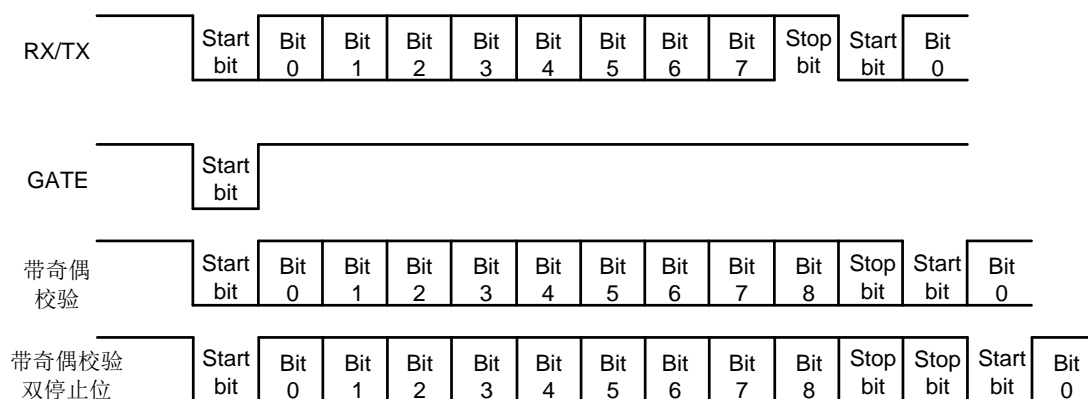 RX/TX
Start Bit Bit Bit Bit Bit Bit Bit Bit Stop Start Bit
bit 0 1 2 3 4 5 6 7 bit bit 0
GATE
Start
bit
带奇偶
校验
Start Bit Bit Bit Bit Bit Bit Bit Bit Bit Stop Start Bit
bit 0 1 2 3 4 5 6 7 8 bit bit 0
带奇偶校验
双停止位
Start Bit Bit Bit Bit Bit Bit Bit Bit Bit Stop Stop Start Bit
bit 0 1 2 3 4 5 6 7 8 bit bit bit 0